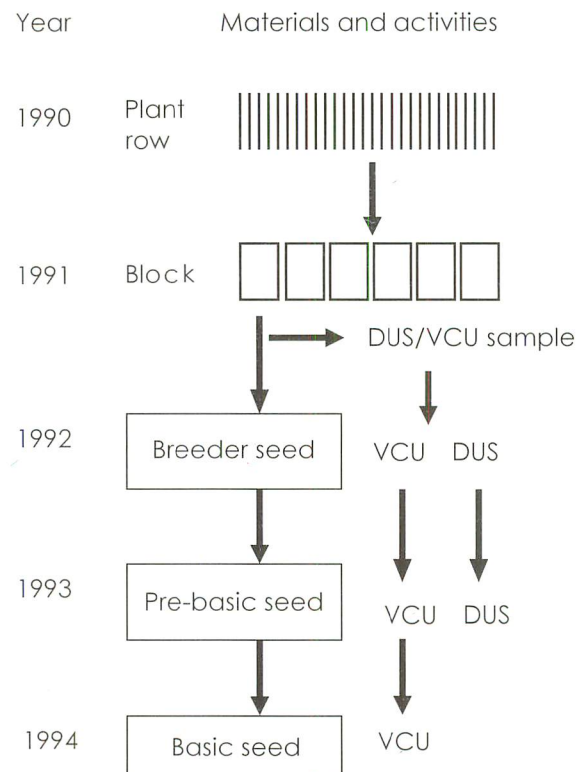 Year Materials and activities
1990 Plant
row
1991 Block
DUS/VCU sample
1992 Breeder seed VCU DUS
1993 Pre-basic seed VCU DUS
1994 Basic seed VCU